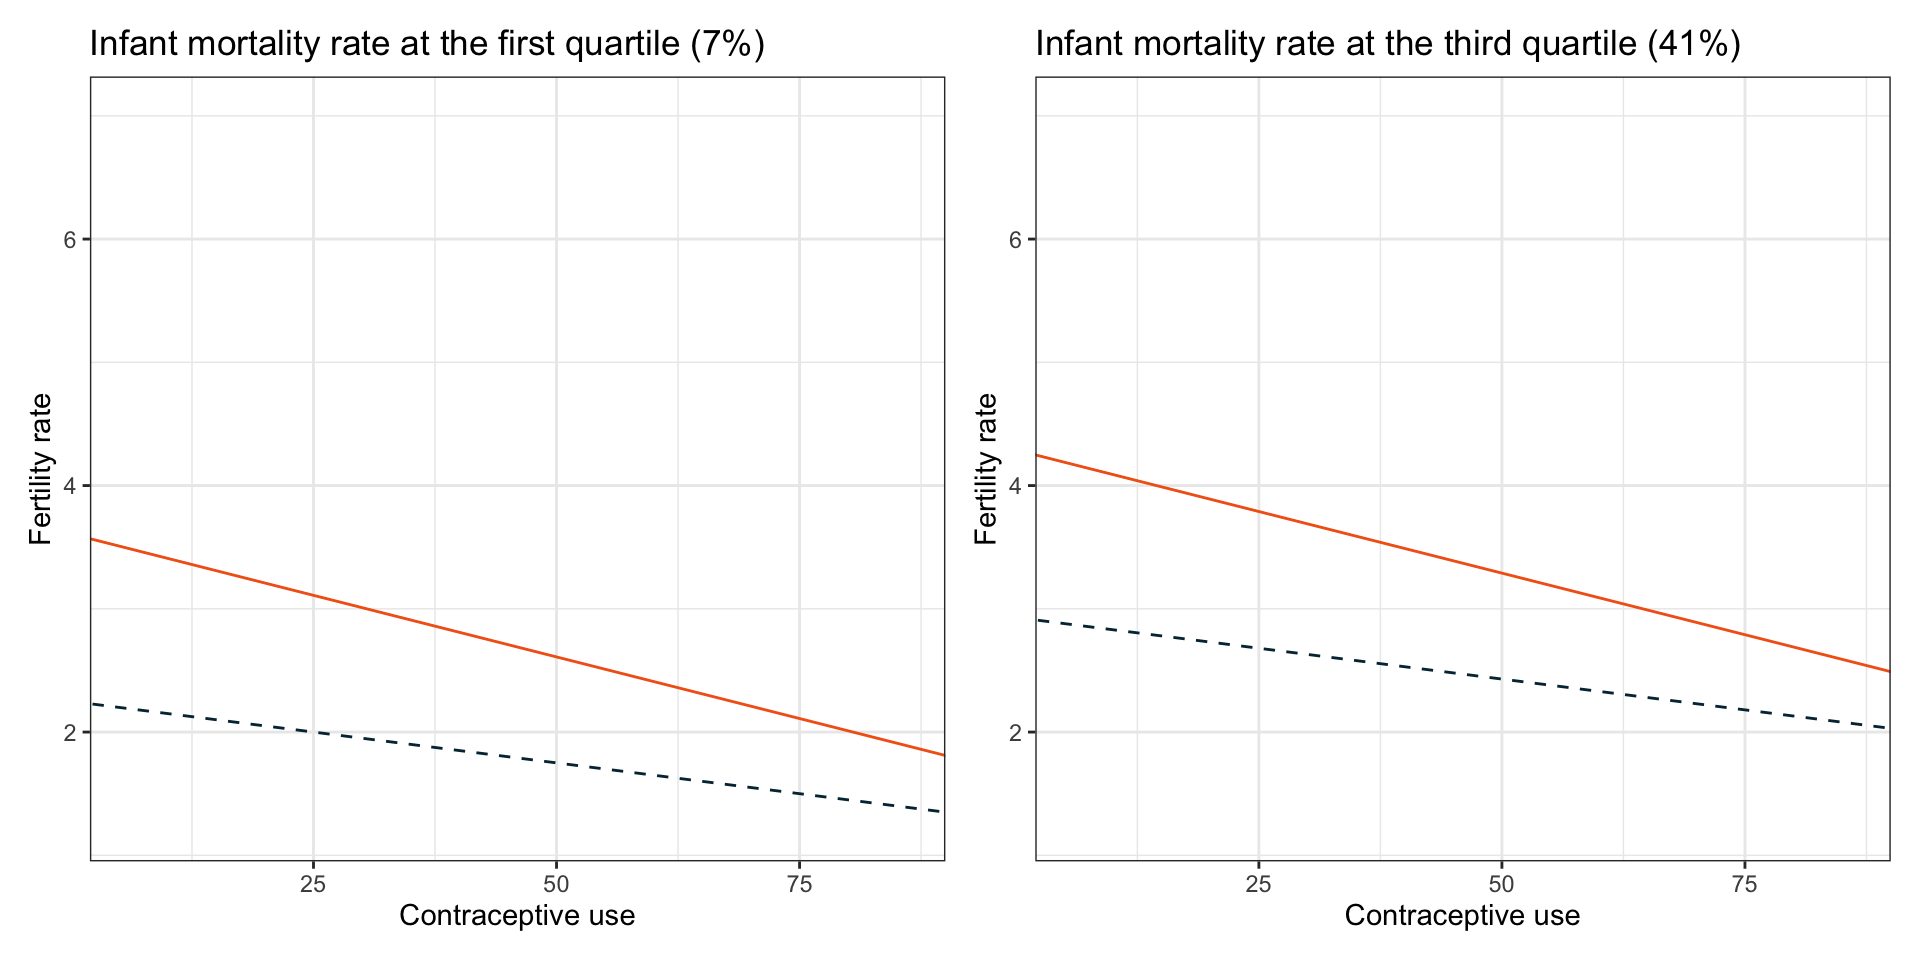 Infant mortality rate at the first quartile (7%)
Fertility rate
6
4
2
25 50 75
Contraceptive use
Infant mortality rate at the third quartile (41%)
Fertility rate
6
4
2
25 50 75
Contraceptive use